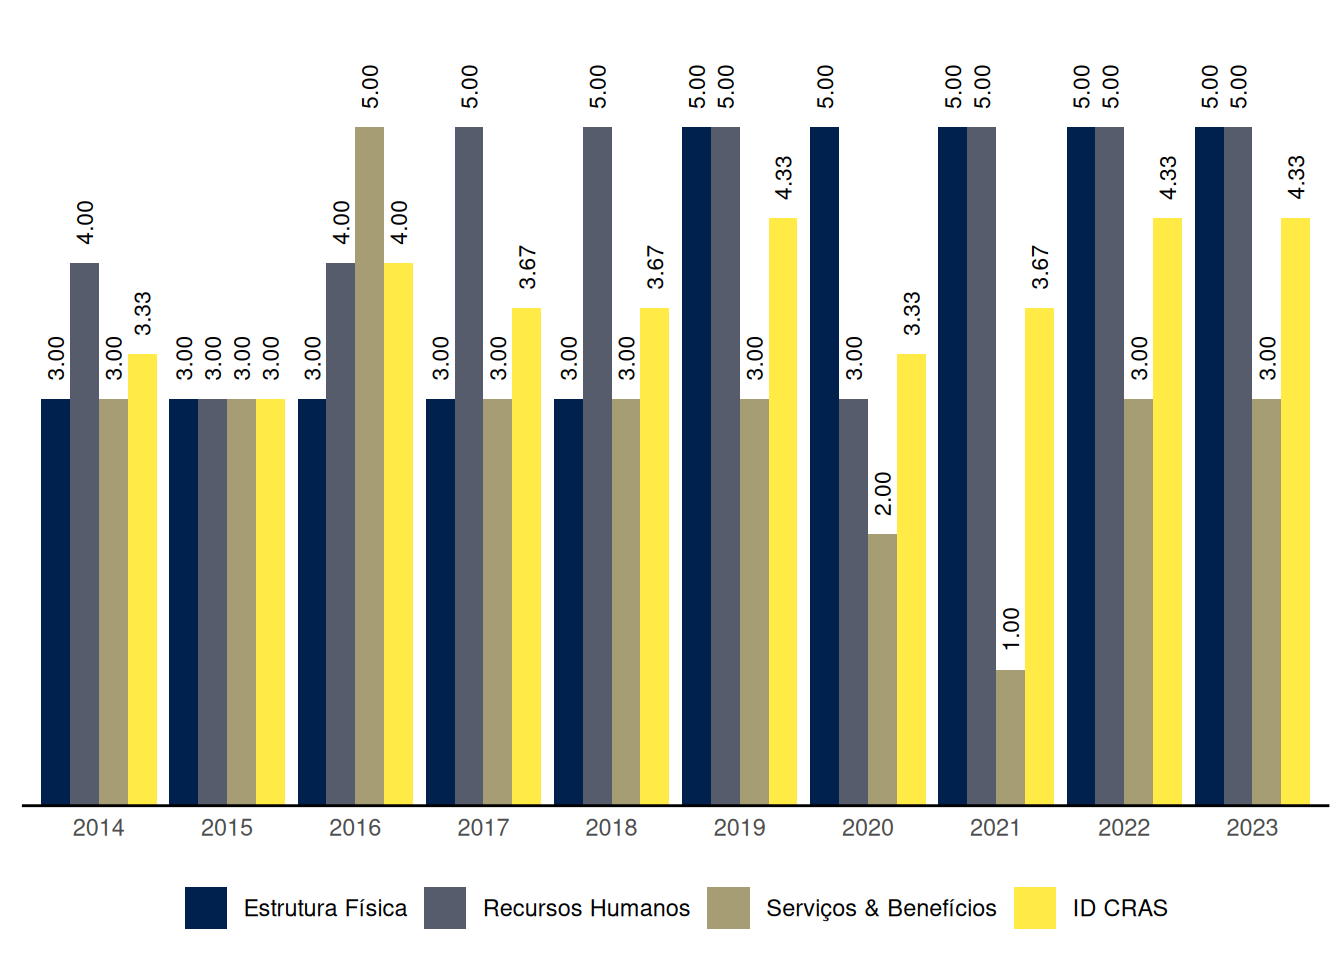 3.00 4.00 3.00 3.33 3.00 3.00 3.00 3.00 3.00 4.00 5.00 4.00 3.00 5.00 3.00 3.67 3.00 5.00 3.00 3.67 5.00 5.00 3.00 4.33 5.00 3.00 2.00 3.33 5.00 5.00 1.00 3.67 5.00 5.00 3.00 4.33 5.00 5.00 3.00 4.33
2014 2015 2016 2017 2018 2019 2020 2021 2022 2023
Estrutura Física Recursos Humanos Serviços & Benefícios ID CRAS